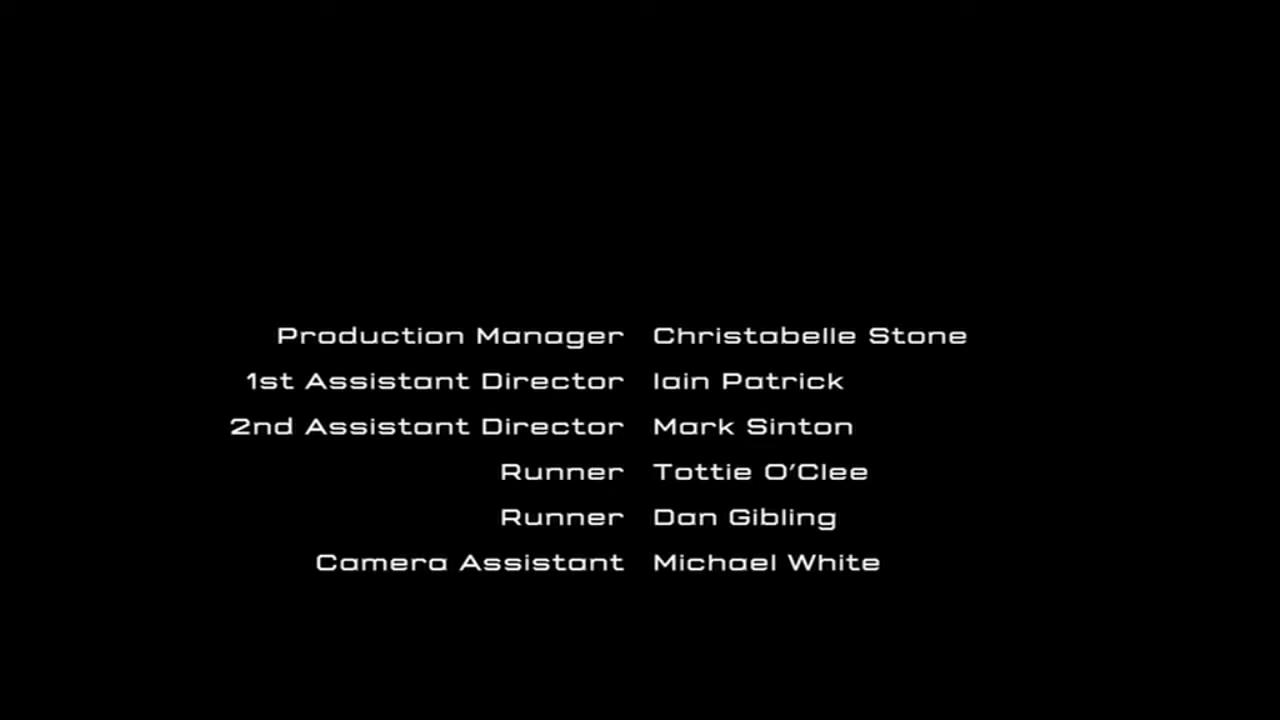 Production Manager Christabelle Stone
1st Assistant Director Iain Patrick
2nd Assistant Director Mark Sinton
Runner Tottie O'Clee
Runner Dan Gibling
Camera Assistant Michael White